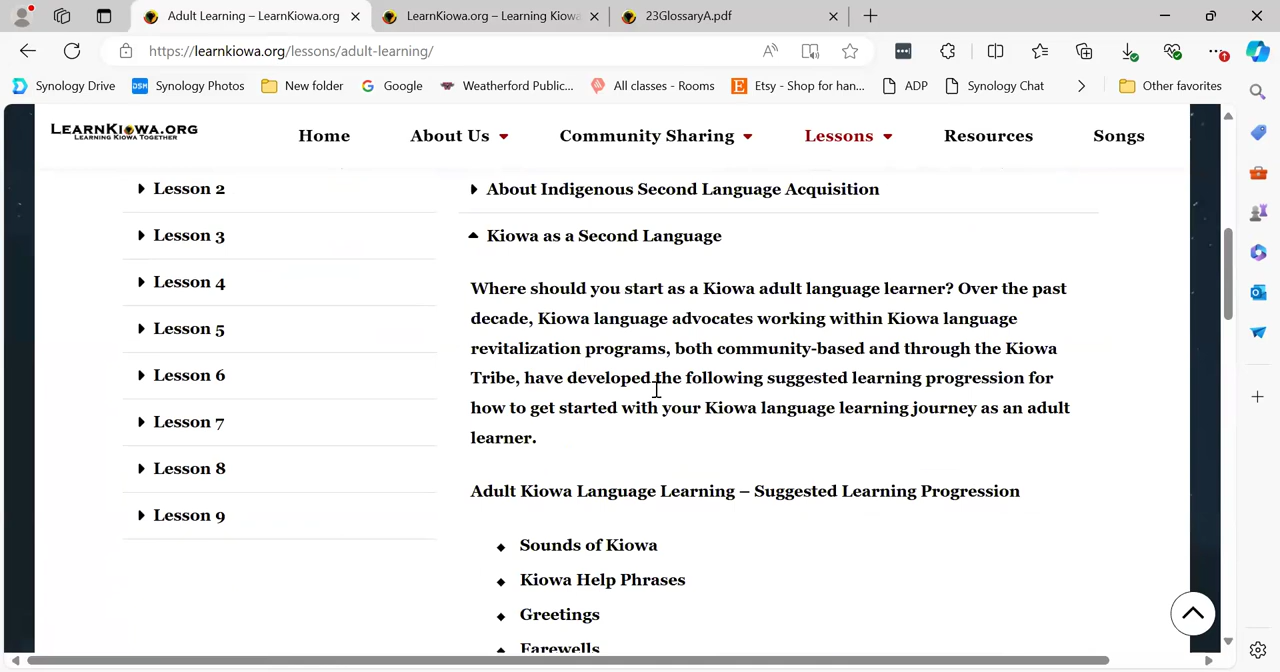 Adult Learning – LearnKiowa.org
LearnKiowa.org – Learning Kiowa
23GlossaryA.pdf
https://learnkiowa.org/lessons/adult-learning/
Synology Drive
DSM
Synology Photos
New folder
Google
Weatherford Public...
All classes - Rooms
Etsy - Shop for han...
ADP
Synology Chat
Other favorites
LEARNKIOWA.ORG
LEARNING KIOWA TOGETHER
Home
About Us
Community Sharing
Lessons
Resources
Songs
Lesson 2
Lesson 3
Lesson 4
Lesson 5
Lesson 6
Lesson 7
Lesson 8
Lesson 9
About Indigenous Second Language Acquisition
Kiowa as a Second Language
Where should you start as a Kiowa adult language learner? Over the past
decade, Kiowa language advocates working within Kiowa language
revitalization programs, both community-based and through the Kiowa
Tribe, have developed the following suggested learning progression for
how to get started with your Kiowa language learning journey as an adult
learner.
Adult Kiowa Language Learning – Suggested Learning Progression
Sounds of Kiowa
Kiowa Help Phrases
Greetings
Farewells